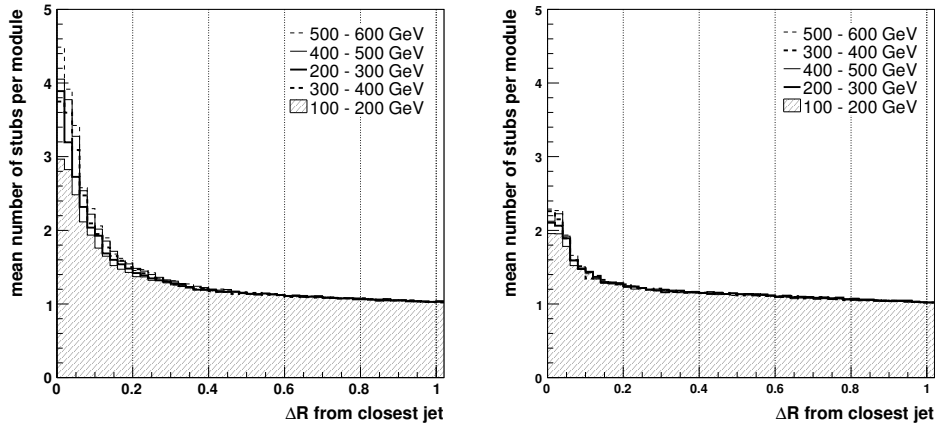 mean number of stubs per module
5
4
3
2
1
0
500 - 600 GeV
400 - 500 GeV
200 - 300 GeV
300 - 400 GeV
100 - 200 GeV
0 0.2 0.4 0.6 0.8 1
ΔR from closest jet
mean number of stubs per module
5
4
3
2
1
0
500 - 600 GeV
300 - 400 GeV
400 - 500 GeV
200 - 300 GeV
100 - 200 GeV
0 0.2 0.4 0.6 0.8 1
ΔR from closest jet